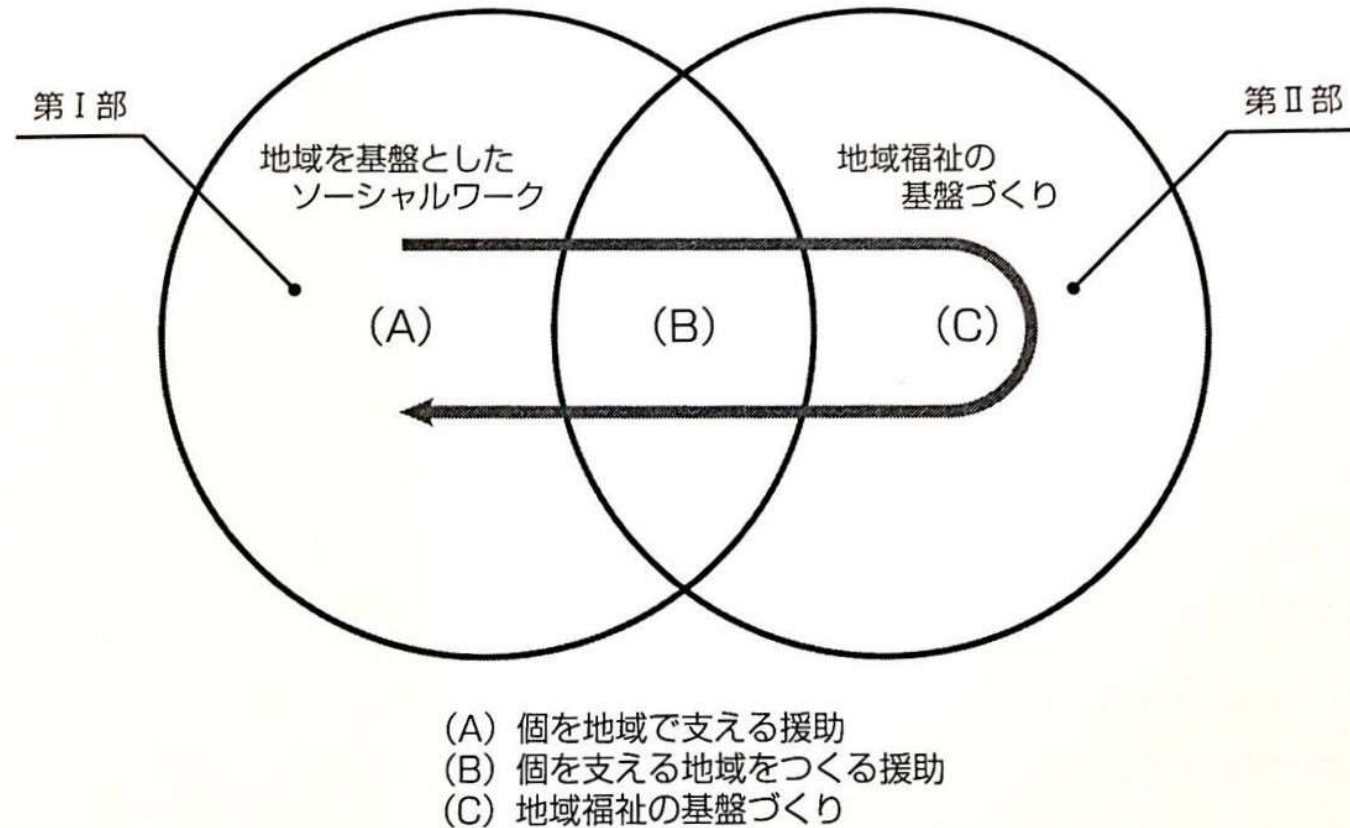 第Ⅰ部
第Ⅱ部
地域を基盤とした
ソーシャルワーク
地域福祉の
基盤づくり
(A)
(B)
(C)
(A) 個を地域で支える援助
(B) 個を支える地域をつくる援助
(C) 地域福祉の基盤づくり